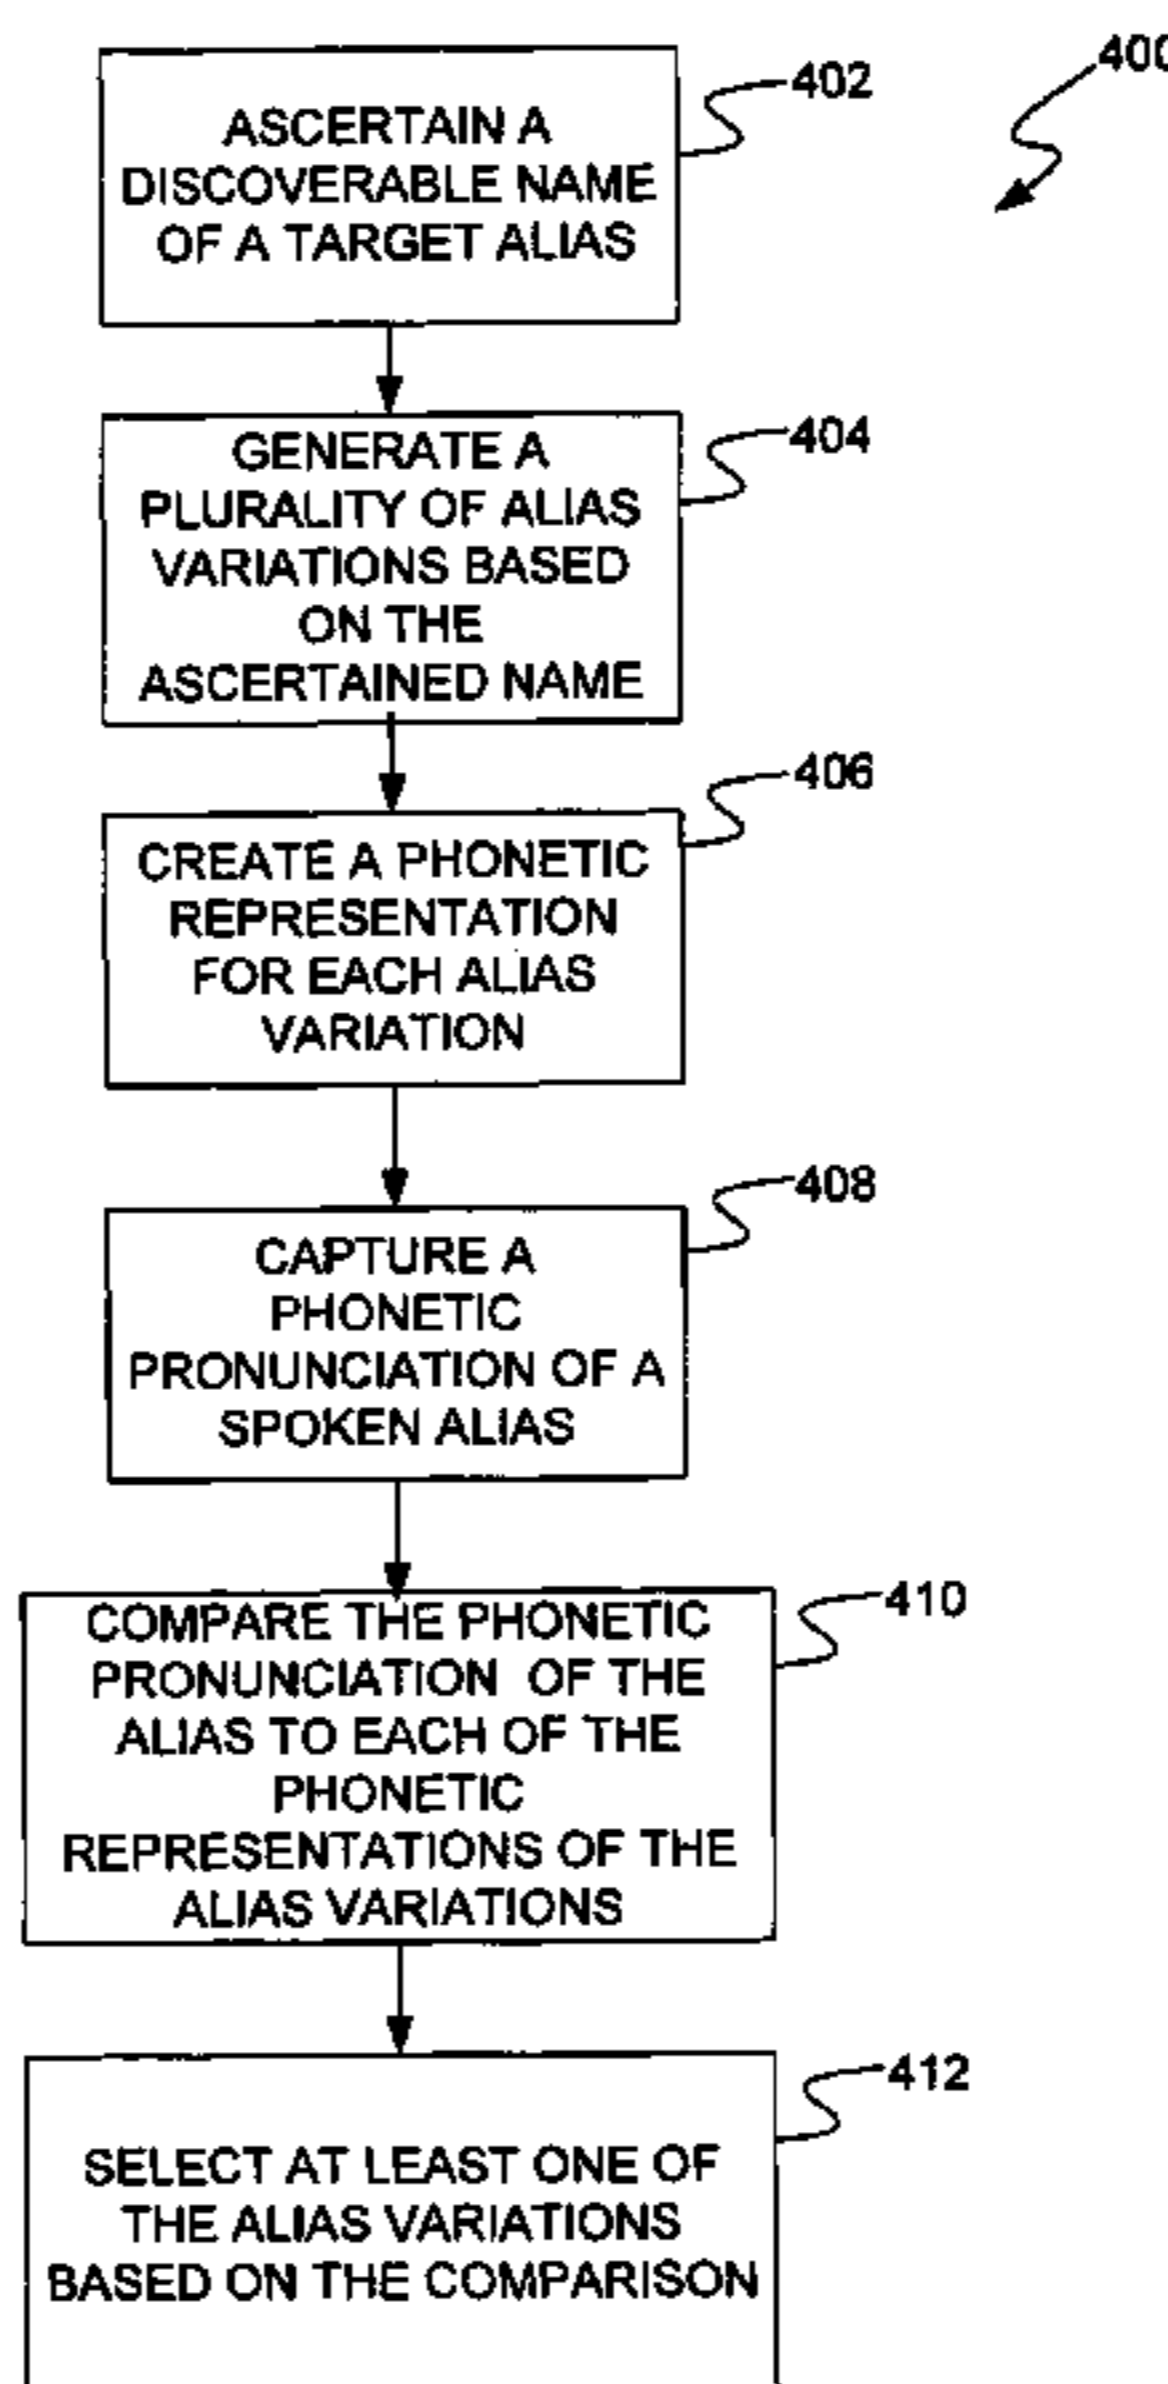 400
402
ASCERTAIN A
DISCOVERABLE NAME
OF A TARGET ALIAS
404
GENERATE A
PLURALITY OF ALIAS
VARIATIONS BASED
ON THE
ASCERTAINED NAME
406
CREATE A PHONETIC
REPRESENTATION
FOR EACH ALIAS
VARIATION
408
CAPTURE A
PHONETIC
PRONUNCIATION OF A
SPOKEN ALIAS
410
COMPARE THE PHONETIC
PRONUNCIATION OF THE
ALIAS TO EACH OF THE
PHONETIC
REPRESENTATIONS OF THE
ALIAS VARIATIONS
412
SELECT AT LEAST ONE OF
THE ALIAS VARIATIONS
BASED ON THE COMPARISON